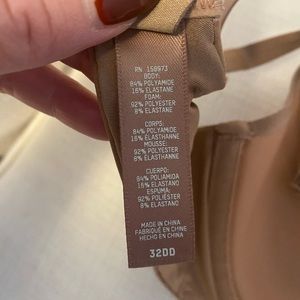 RN 158973
BODY:
84% POLYAMIDE
16% ELASTANE
FOAM:
92% POLYESTER
8% ELASTANE
CORPS:
84% POLYAMIDE
16% ÉLASTHANNE
MOUSSE:
92% POLYESTER
8% ÉLASTHANNE
CUERPO:
84% POLIAMIDA
16% ELASTANO
ESPUMA:
92% POLIÉSTER
8% ELASTANO
MADE IN CHINA
FABRIQUÉ EN CHINE
HECHO EN CHINA
32DD